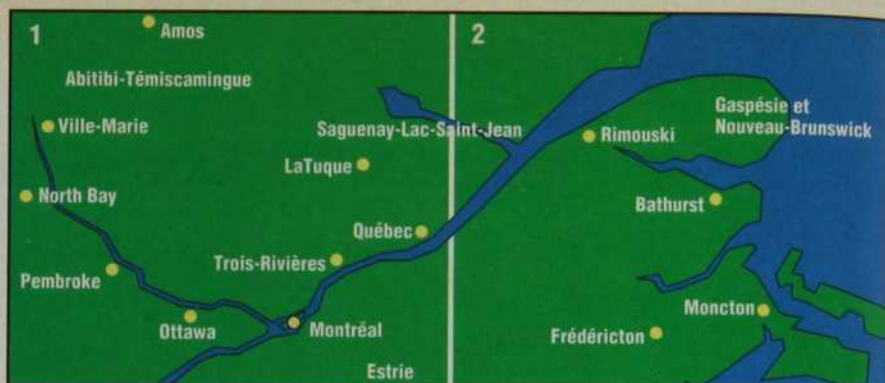 1
Amos
Abitibi-Témiscamingue
Ville-Marie
Saguenay-Lac-Saint-Jean
LaTuque
North Bay
Québec
Trois-Rivières
Pembroke
Ottawa
Montréal
Estrie
2
Gaspésie et
Nouveau-Brunswick
Rimouski
Bathurst
Moncton
Frédéricton